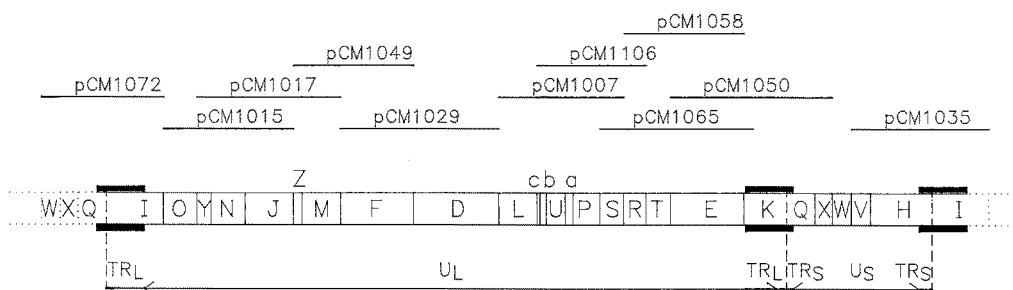 pCM1058
pCM1049 pCM1106
pCM1072 pCM1017 pCM1007 pCM1050
pCM1015 pCM1029 pCM1065 pCM1035
Z c b a
W X Q I O Y N J M F D L U P S R T E K Q X W V H I
TRL UL TRL TRS US TRS